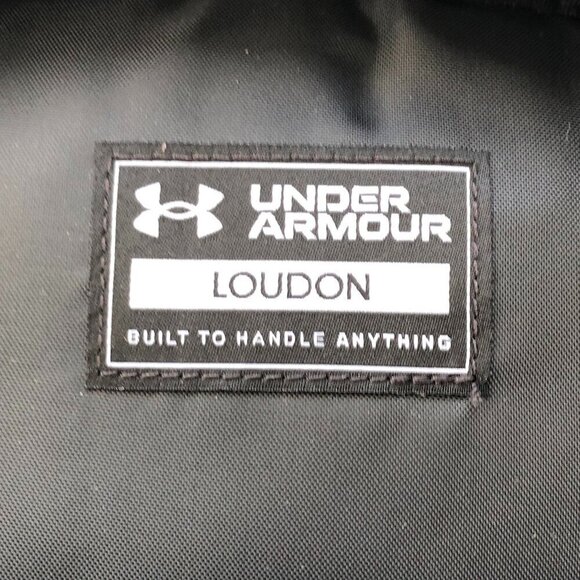 UNDER
ARMOUR
LOUDON
BUILT TO HANDLE ANYTHING